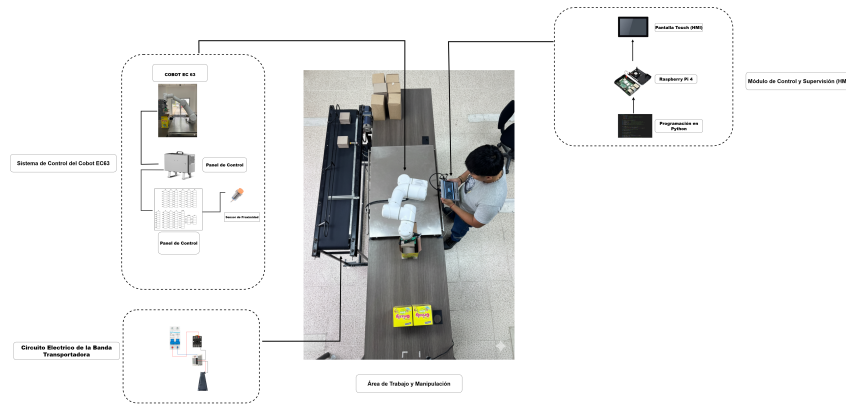 Pantalla Touch (HMI)
Raspberry Pi 4
Programación en
Python
Módulo de Control y Supervisión (HM
COBOT EC 63
Panel de Control
Sensor de Proximidad
Panel de Control
Sistema de Control del Cobot EC63
Circuito Electrico de la Banda
Transportadora
Área de Trabajo y Manipulación